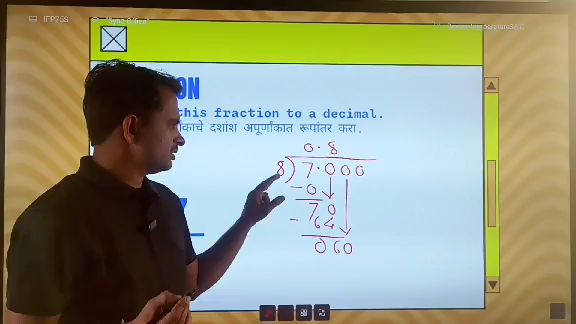 ON
this fraction to a decimal.
दशांश अपूर्णांकात रूपांतर करा.
0.8
8) 7.000
-0
70
- 64
060